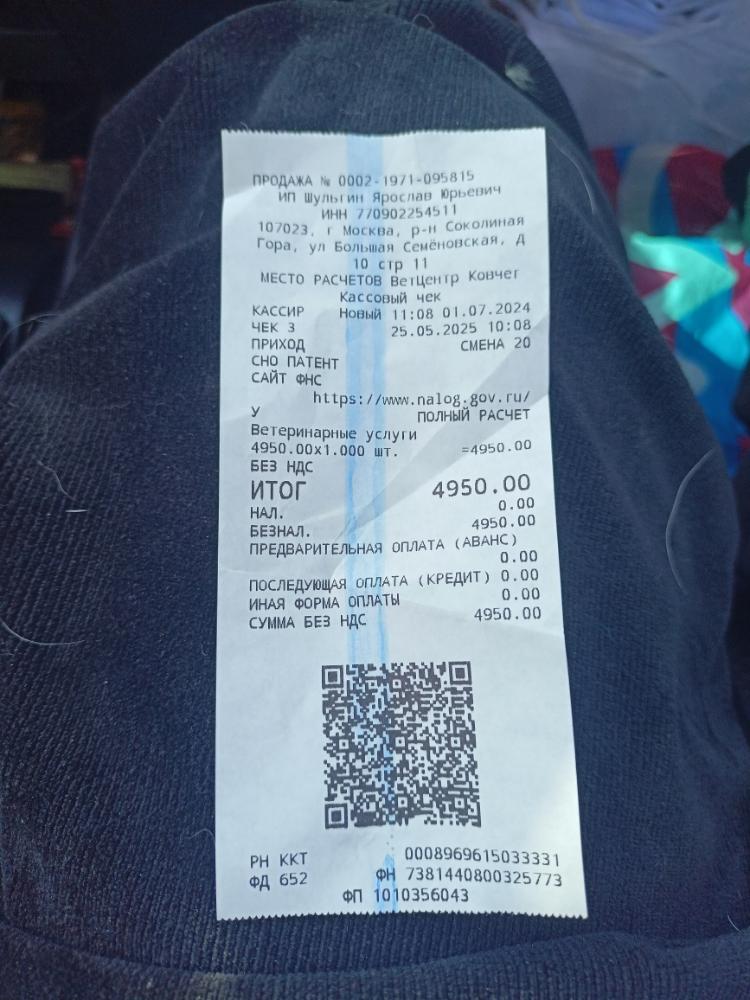 ПРОДАЖА № 0002-1971-095815
ИП Шульгин Ярослав Юрьевич
ИНН 770902254511
107023, г Москва, р-н Соколиная
Гора, ул Большая Семёновская, д
10 стр 11
МЕСТО РАСЧЕТОВ ВетЦентр Ковчег
Кассовый чек
КАССИР Новый 11:08 01.07.2024
ЧЕК 3 25.05.2025 10:08
ПРИХОД СМЕНА 20
СНО ПАТЕНТ
САЙТ ФНС
https://www.nalog.gov.ru/
У ПОЛНЫЙ РАСЧЕТ
Ветеринарные услуги
4950.00x1.000 шт. =4950.00
БЕЗ НДС
ИТОГ 4950.00
НАЛ. 0.00
БЕЗНАЛ. 4950.00
ПРЕДВАРИТЕЛЬНАЯ ОПЛАТА (АВАНС)
0.00
ПОСЛЕДУЮЩАЯ ОПЛАТА (КРЕДИТ) 0.00
ИНАЯ ФОРМА ОПЛАТЫ 0.00
СУММА БЕЗ НДС 4950.00
РН ККТ 0008969615033331
ФД 652 ФН 7381440800325773
ФП 1010356043